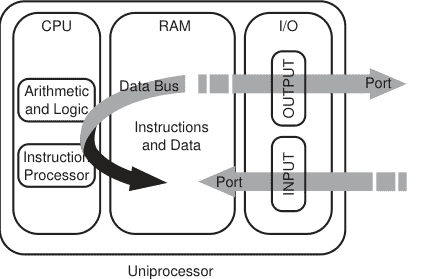 CPU
RAM
I/O
Data Bus
Port
OUTPUT
Arithmetic
and Logic
Instructions
and Data
Instruction
Processor
Port
INPUT
Uniprocessor